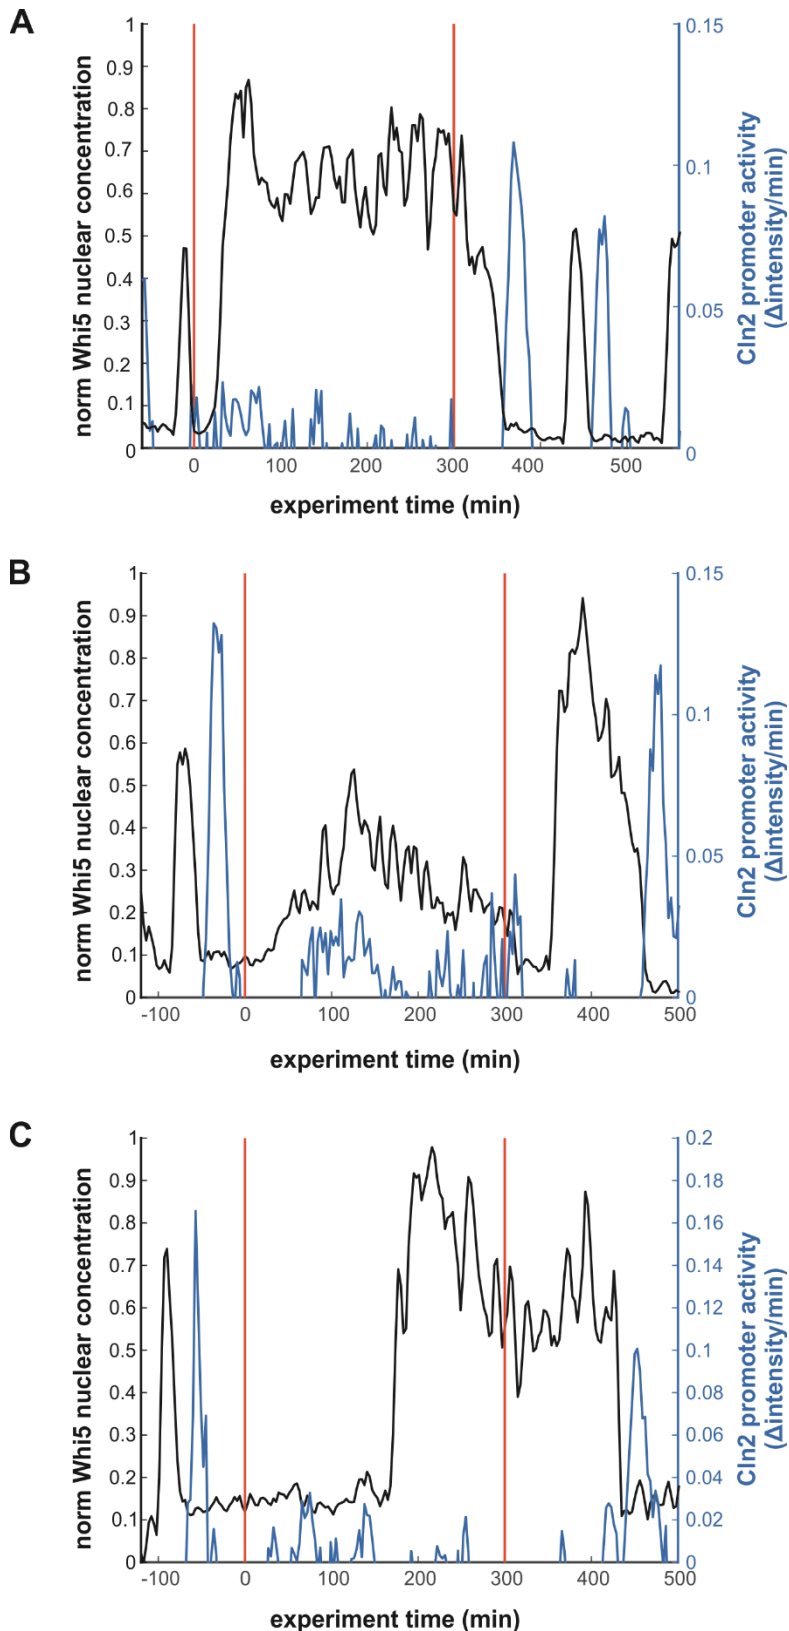 A
norm Whi5 nuclear concentration
1
0.9
0.8
0.7
0.6
0.5
0.4
0.3
0.2
0.1
0
0.15
0.1
0.05
0
Cln2 promoter activity
(Δintensity/min)
0 100 200 300 400 500
experiment time (min)
B
norm Whi5 nuclear concentration
1
0.9
0.8
0.7
0.6
0.5
0.4
0.3
0.2
0.1
0
0.15
0.1
0.05
0
Cln2 promoter activity
(Δintensity/min)
-100 0 100 200 300 400 500
experiment time (min)
C
norm Whi5 nuclear concentration
1
0.9
0.8
0.7
0.6
0.5
0.4
0.3
0.2
0.1
0
0.2
0.18
0.16
0.14
0.12
0.1
0.08
0.06
0.04
0.02
0
Cln2 promoter activity
(Δintensity/min)
-100 0 100 200 300 400 500
experiment time (min)